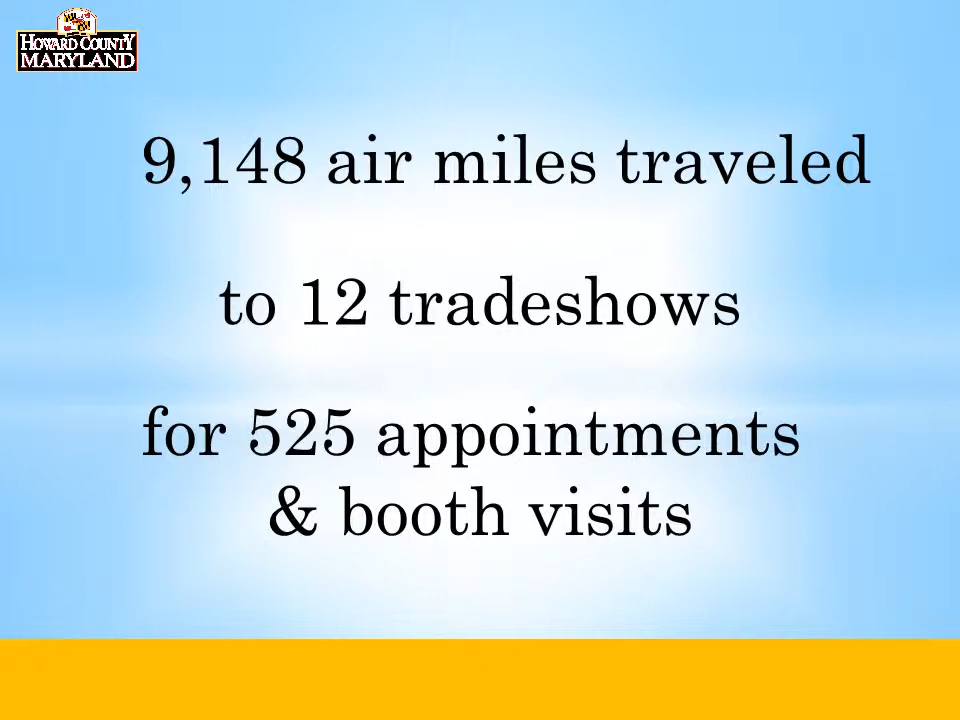 HOWARD COUNTY
MARYLAND
9,148 air miles traveled
to 12 tradeshows
for 525 appointments
& booth visits